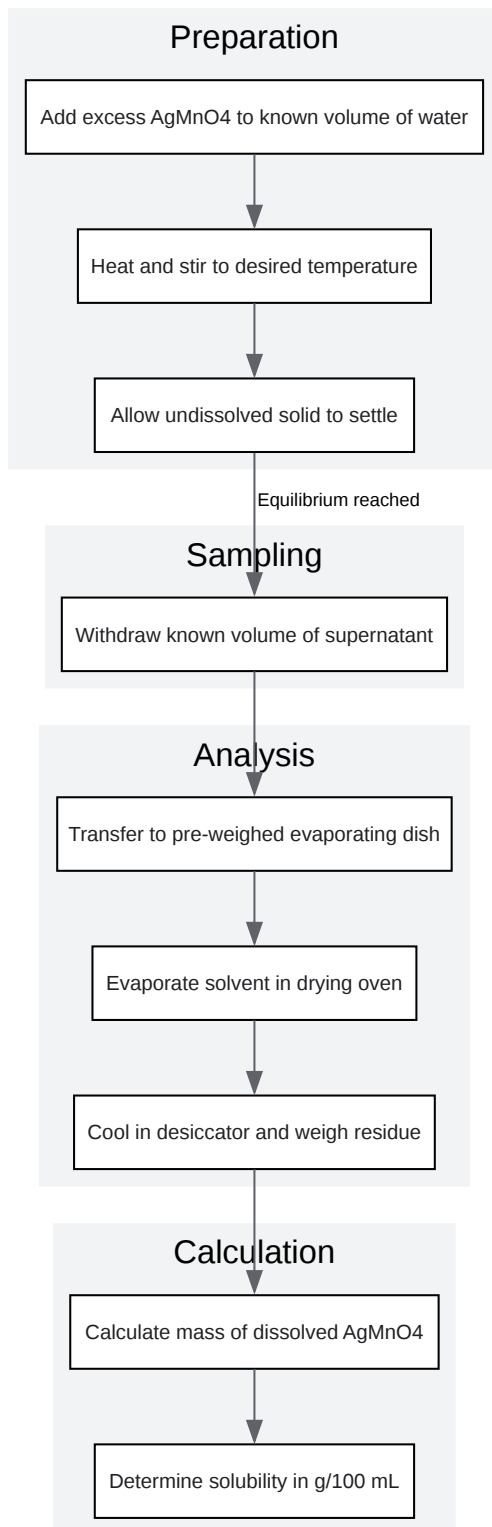 Preparation
Add excess AgMnO4 to known volume of water
Heat and stir to desired temperature
Allow undissolved solid to settle
Equilibrium reached
Sampling
Withdraw known volume of supernatant
Analysis
Transfer to pre-weighed evaporating dish
Evaporate solvent in drying oven
Cool in desiccator and weigh residue
Calculation
Calculate mass of dissolved AgMnO4
Determine solubility in g/100 mL